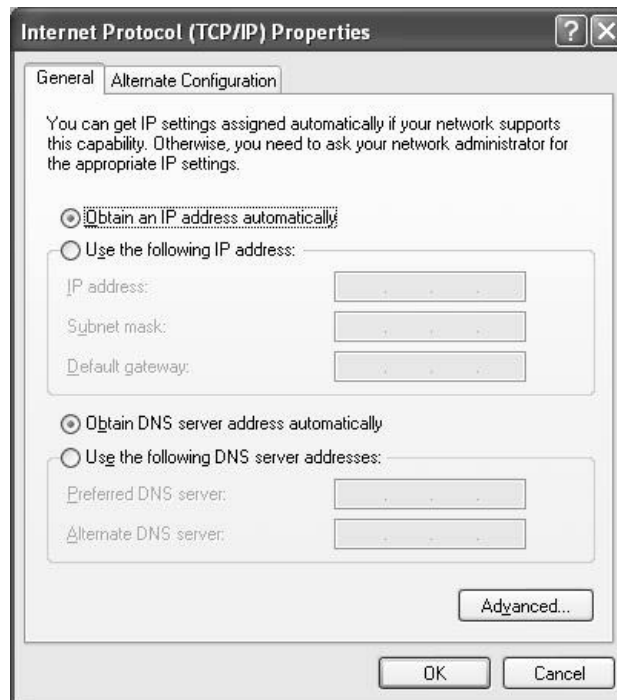 Internet Protocol (TCP/IP) Properties
General
Alternate Configuration
You can get IP settings assigned automatically if your network supports
this capability. Otherwise, you need to ask your network administrator for
the appropriate IP settings.
Obtain an IP address automatically
Use the following IP address:
IP address:
Subnet mask:
Default gateway:
Obtain DNS server address automatically
Use the following DNS server addresses:
Preferred DNS server:
Alternate DNS server:
Advanced...
OK
Cancel